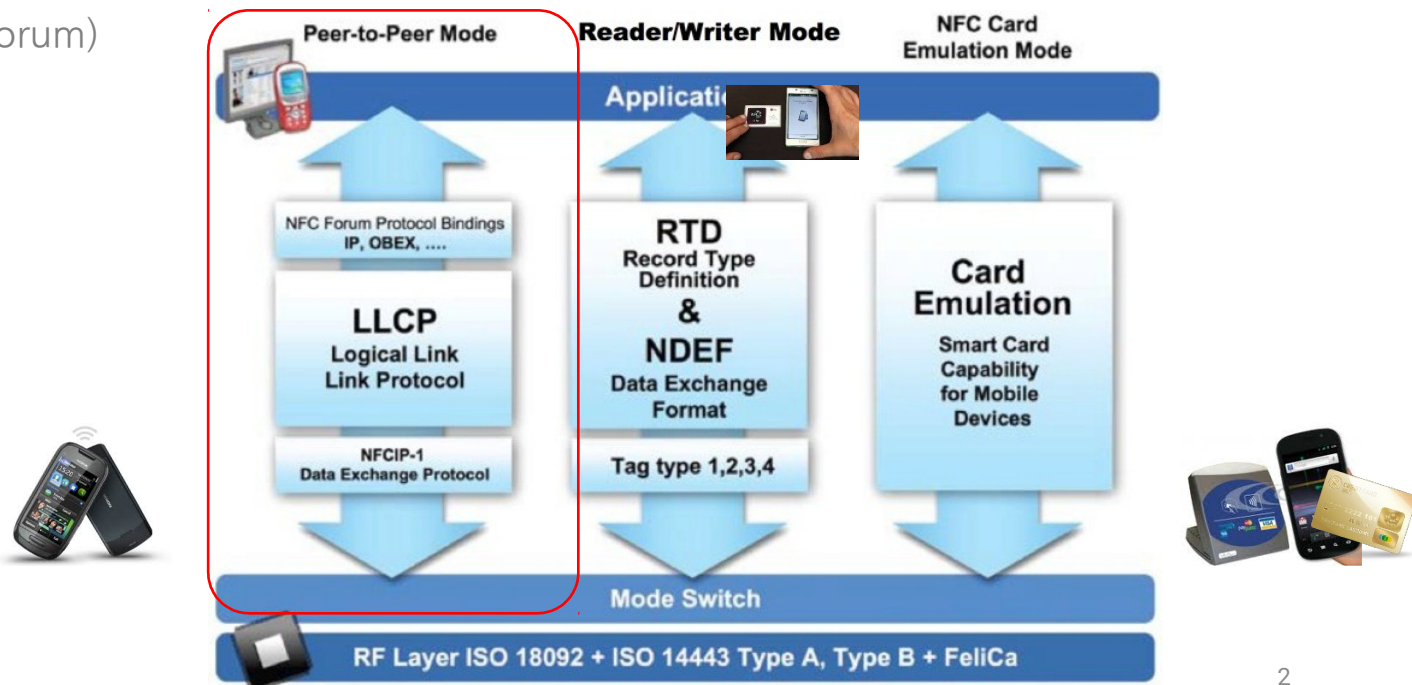 orum)
Peer-to-Peer Mode
Reader/Writer Mode
NFC Card
Emulation Mode
Applicatio
NFC Forum Protocol Bindings
IP, OBEX, ....
LLCP
Logical Link
Link Protocol
NFCIP-1
Data Exchange Protocol
RTD
Record Type
Definition
&
NDEF
Data Exchange
Format
Tag type 1,2,3,4
Card
Emulation
Smart Card
Capability
for Mobile
Devices
Mode Switch
RF Layer ISO 18092 + ISO 14443 Type A, Type B + FeliCa
2